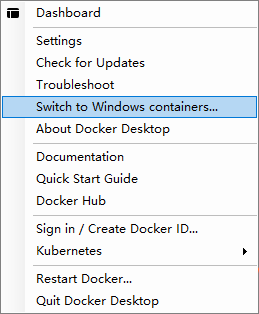 Dashboard
Settings
Check for Updates
Troubleshoot
Switch to Windows containers...
About Docker Desktop
Documentation
Quick Start Guide
Docker Hub
Sign in / Create Docker ID...
Kubernetes
Restart Docker...
Quit Docker Desktop